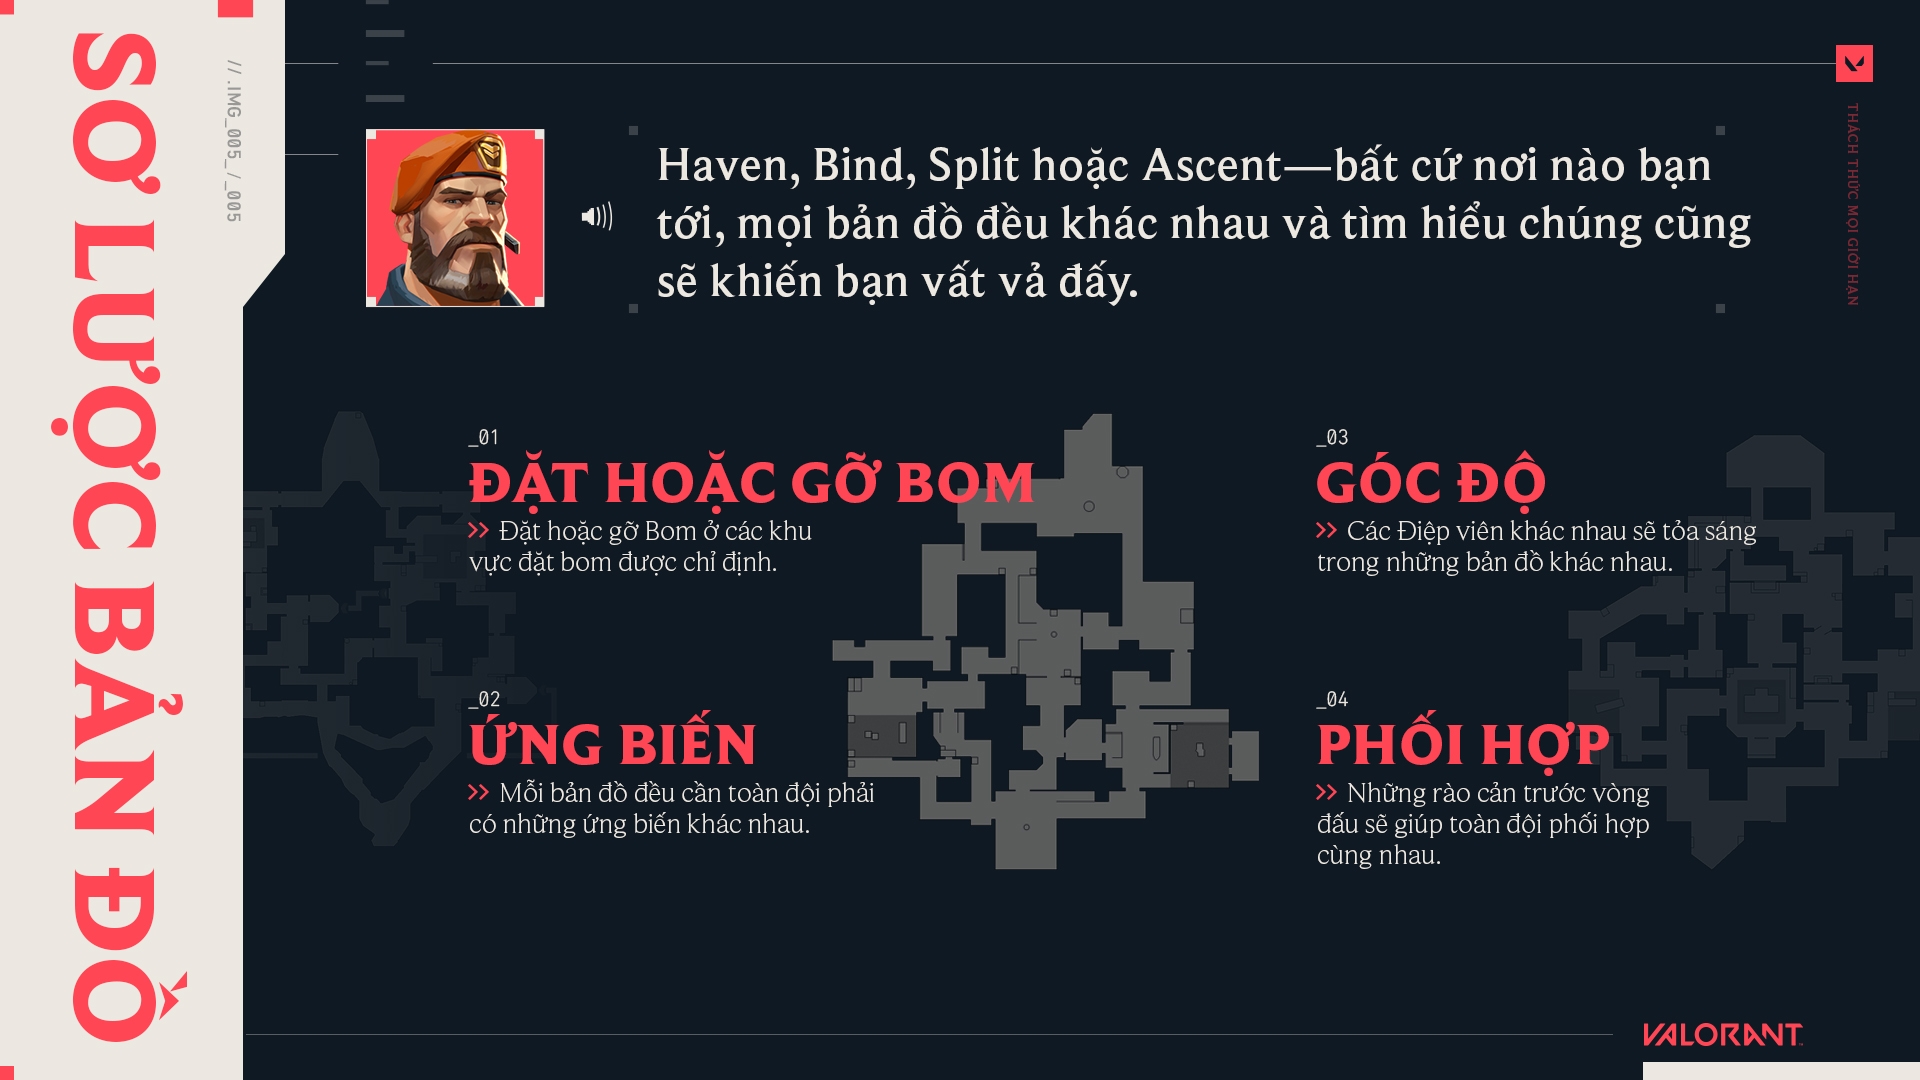 SƠ LƯỢC BẢN ĐỒ
// .IMG_005_/_005
Haven, Bind, Split hoặc Ascent—bất cứ nơi nào bạn
tới, mọi bản đồ đều khác nhau và tìm hiểu chúng cũng
sẽ khiến bạn vất vả đấy.
THÁCH THỨC MỌI GIỚI HẠN
_01
ĐẶT HOẶC GỠ BOM
>> Đặt hoặc gỡ Bom ở các khu
vực đặt bom được chỉ định.
_02
ỨNG BIẾN
>> Mỗi bản đồ đều cần toàn đội phải
có những ứng biến khác nhau.
_03
GÓC ĐỘ
>> Các Điệp viên khác nhau sẽ tỏa sáng
trong những bản đồ khác nhau.
_04
PHỐI HỢP
>> Những rào cản trước vòng
đấu sẽ giúp toàn đội phối hợp
cùng nhau.
VALORANT